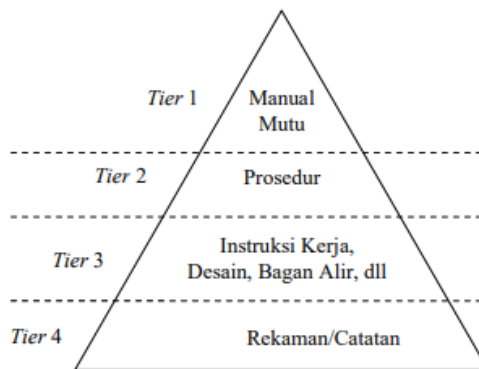 Tier 1
Manual
Mutu
Tier 2
Prosedur
Tier 3
Instruksi Kerja,
Desain, Bagan Alir, dll
Tier 4
Rekaman/Catatan